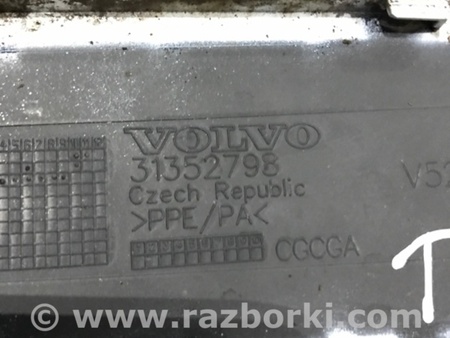 VOLVO
31352798
Czech Republic
>PPE/PA<
CGCGA
V52
T
© www.razborki.com